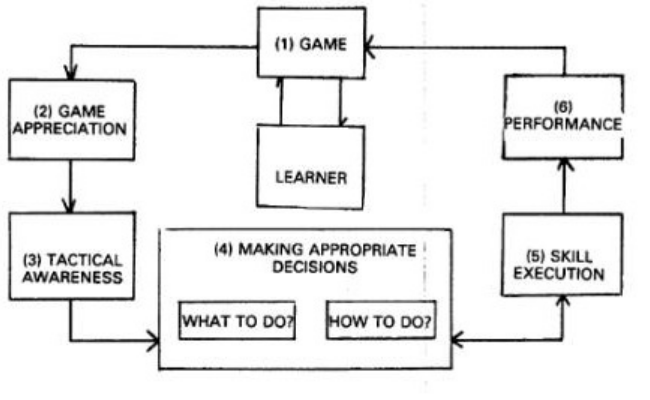 (1) GAME
(2) GAME
APPRECIATION
(6)
PERFORMANCE
LEARNER
(3) TACTICAL
AWARENESS
(4) MAKING APPROPRIATE
DECISIONS
WHAT TO DO?
HOW TO DO?
(5) SKILL
EXECUTION